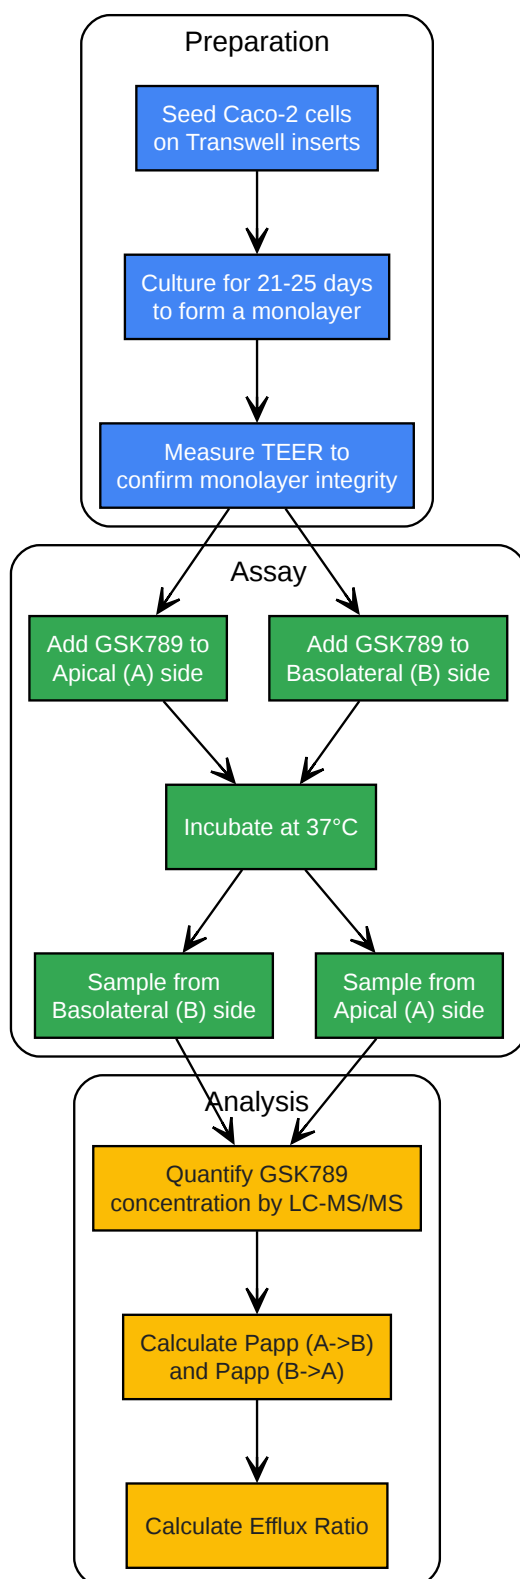 Preparation
Seed Caco-2 cells
on Transwell inserts
Culture for 21-25 days
to form a monolayer
Measure TEER to
confirm monolayer integrity
Assay
Add GSK789 to
Apical (A) side
Add GSK789 to
Basolateral (B) side
Incubate at 37°C
Sample from
Basolateral (B) side
Sample from
Apical (A) side
Analysis
Quantify GSK789
concentration by LC-MS/MS
Calculate Papp (A->B)
and Papp (B->A)
Calculate Efflux Ratio